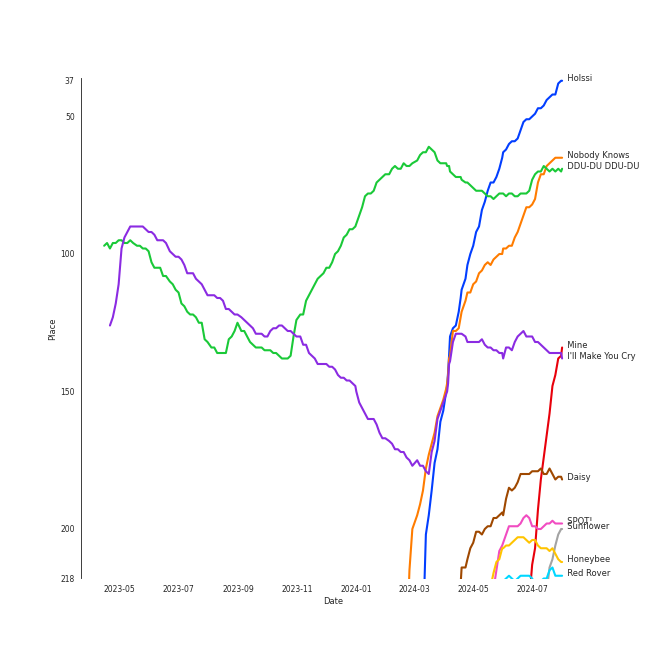 37
50
100
150
200
218
Place
2023-05
2023-07
2023-09
2023-11
2024-01
2024-03
2024-05
2024-07
Date
Holssi
Nobody Knows
DDU-DU DDU-DU
Mine
I'll Make You Cry
Daisy
SPOT!
Sunflower
Honeybee
Red Rover